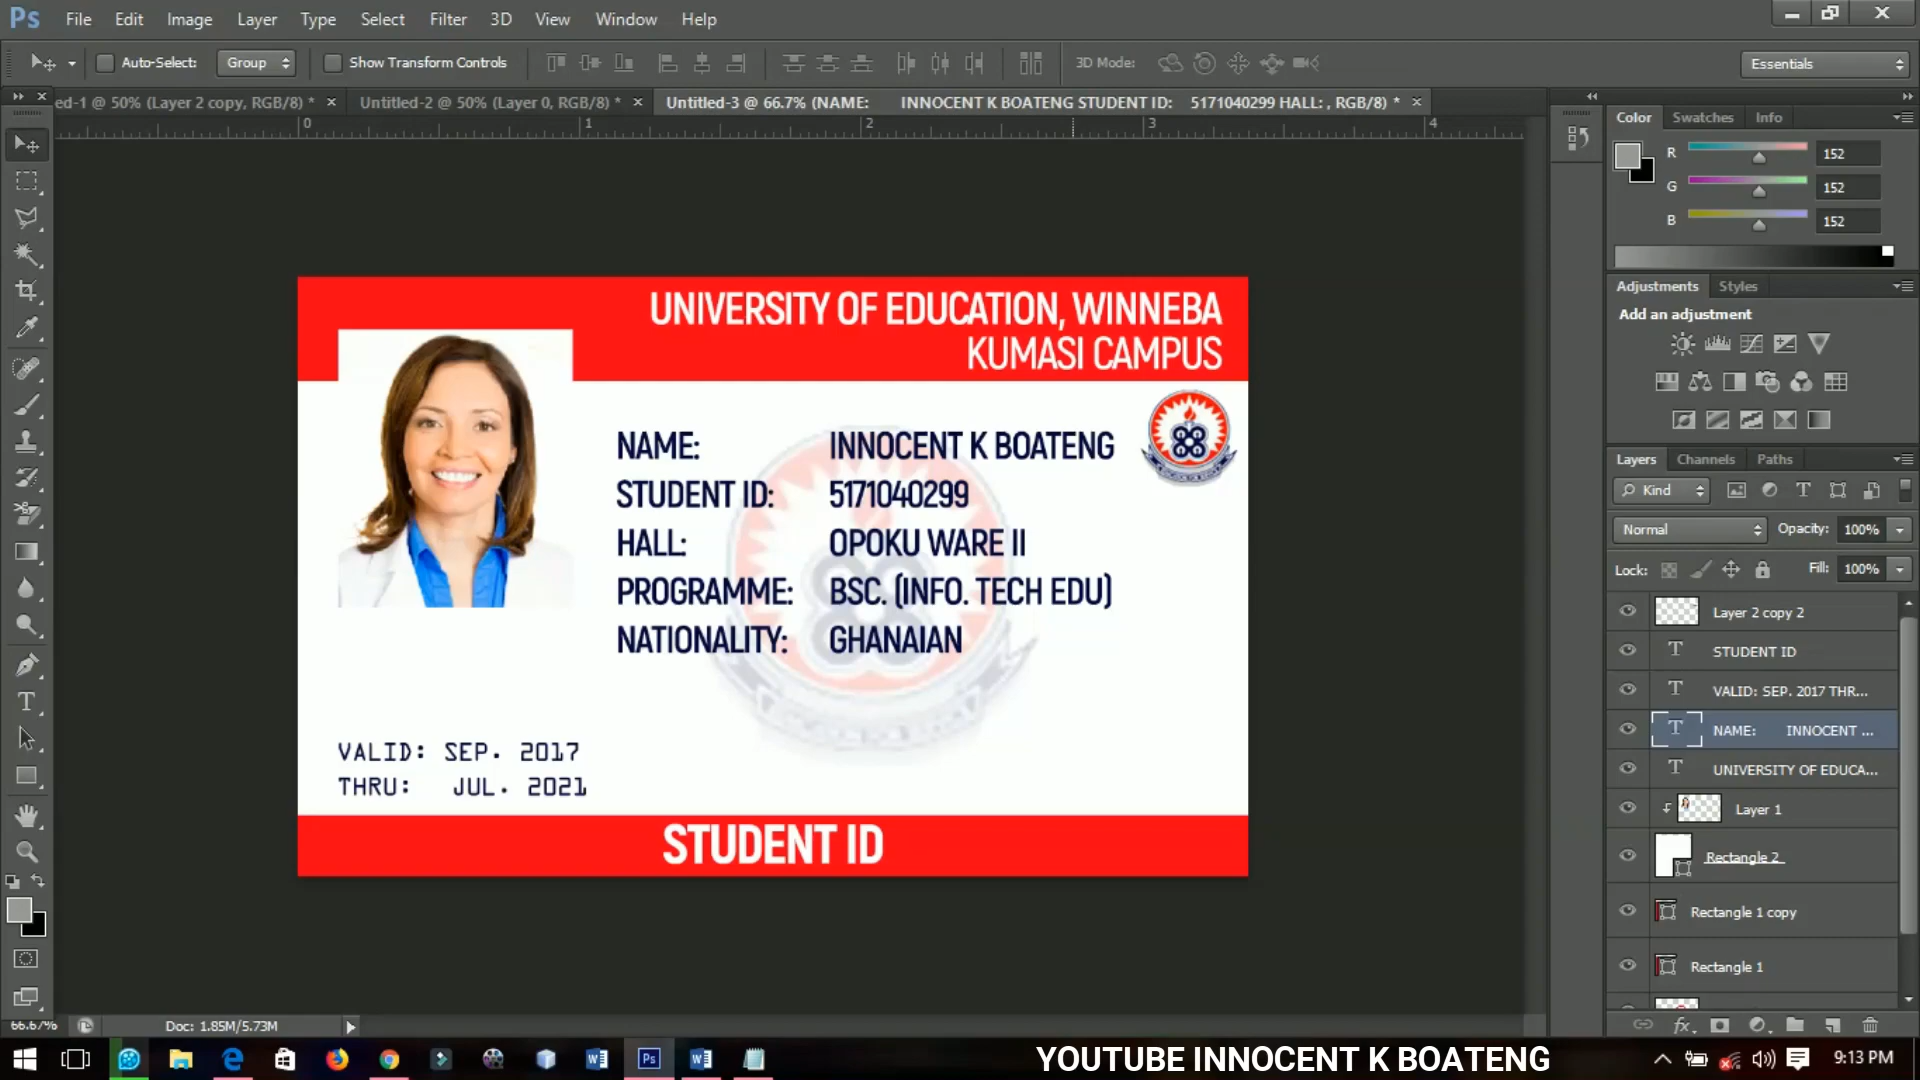 Ps File Edit Image Layer Type Select Filter 3D View Window Help
Auto-Select: Group Show Transform Controls 3D Mode: Essentials
ed-1 @ 50% (Layer 2 copy, RGB/8) * Untitled-2 @ 50% (Layer 0, RGB/8) * Untitled-3 @ 66.7% (NAME: INNOCENT K BOATENG STUDENT ID: 5171040299 HALL: , RGB/8) *
0 1 2 3 4
Color Swatches Info
R 152
G 152
B 152
Adjustments Styles
Add an adjustment
Layers Channels Paths
Kind
Normal Opacity: 100%
Lock: Fill: 100%
Layer 2 copy 2
STUDENT ID
VALID: SEP. 2017 THR...
NAME: INNOCENT ...
UNIVERSITY OF EDUCA...
Layer 1
Rectangle 2
Rectangle 1 copy
Rectangle 1
UNIVERSITY OF EDUCATION, WINNEBA
KUMASI CAMPUS
NAME: INNOCENT K BOATENG
STUDENT ID: 5171040299
HALL: OPOKU WARE II
PROGRAMME: BSC. (INFO. TECH EDU)
NATIONALITY: GHANAIAN
VALID: SEP. 2017
THRU: JUL. 2021
STUDENT ID
66.67% Doc: 1.85M/5.73M
YOUTUBE INNOCENT K BOATENG
9:13 PM